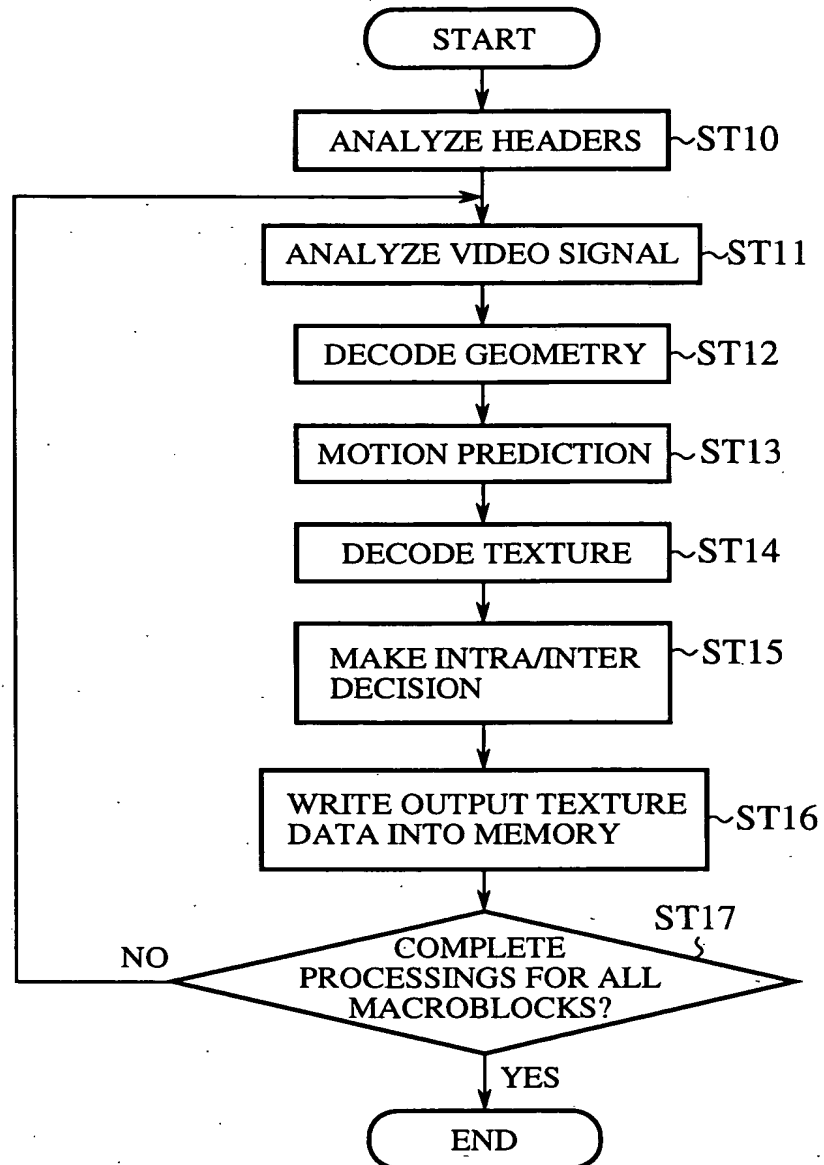 START
ANALYZE HEADERS ~ST10
ANALYZE VIDEO SIGNAL ~ST11
DECODE GEOMETRY ~ST12
MOTION PREDICTION ~ST13
DECODE TEXTURE ~ST14
MAKE INTRA/INTER ~ST15
DECISION
WRITE OUTPUT TEXTURE
DATA INTO MEMORY ~ST16
ST17
NO
COMPLETE
PROCESSINGS FOR ALL
MACROBLOCKS?
YES
END